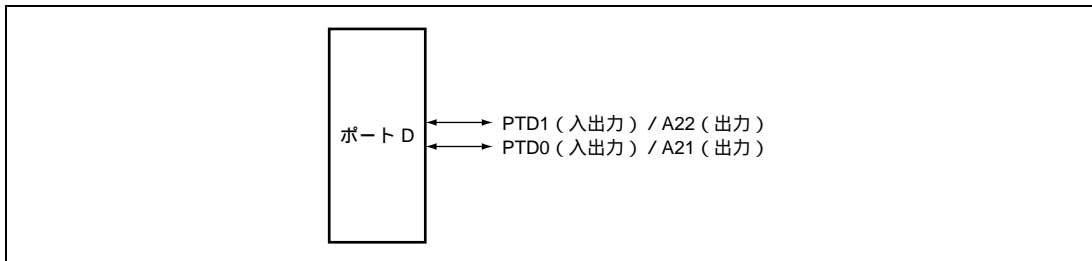 ポート D
PTD1 ( 入出力 ) / A22 ( 出力 )
PTD0 ( 入出力 ) / A21 ( 出力 )